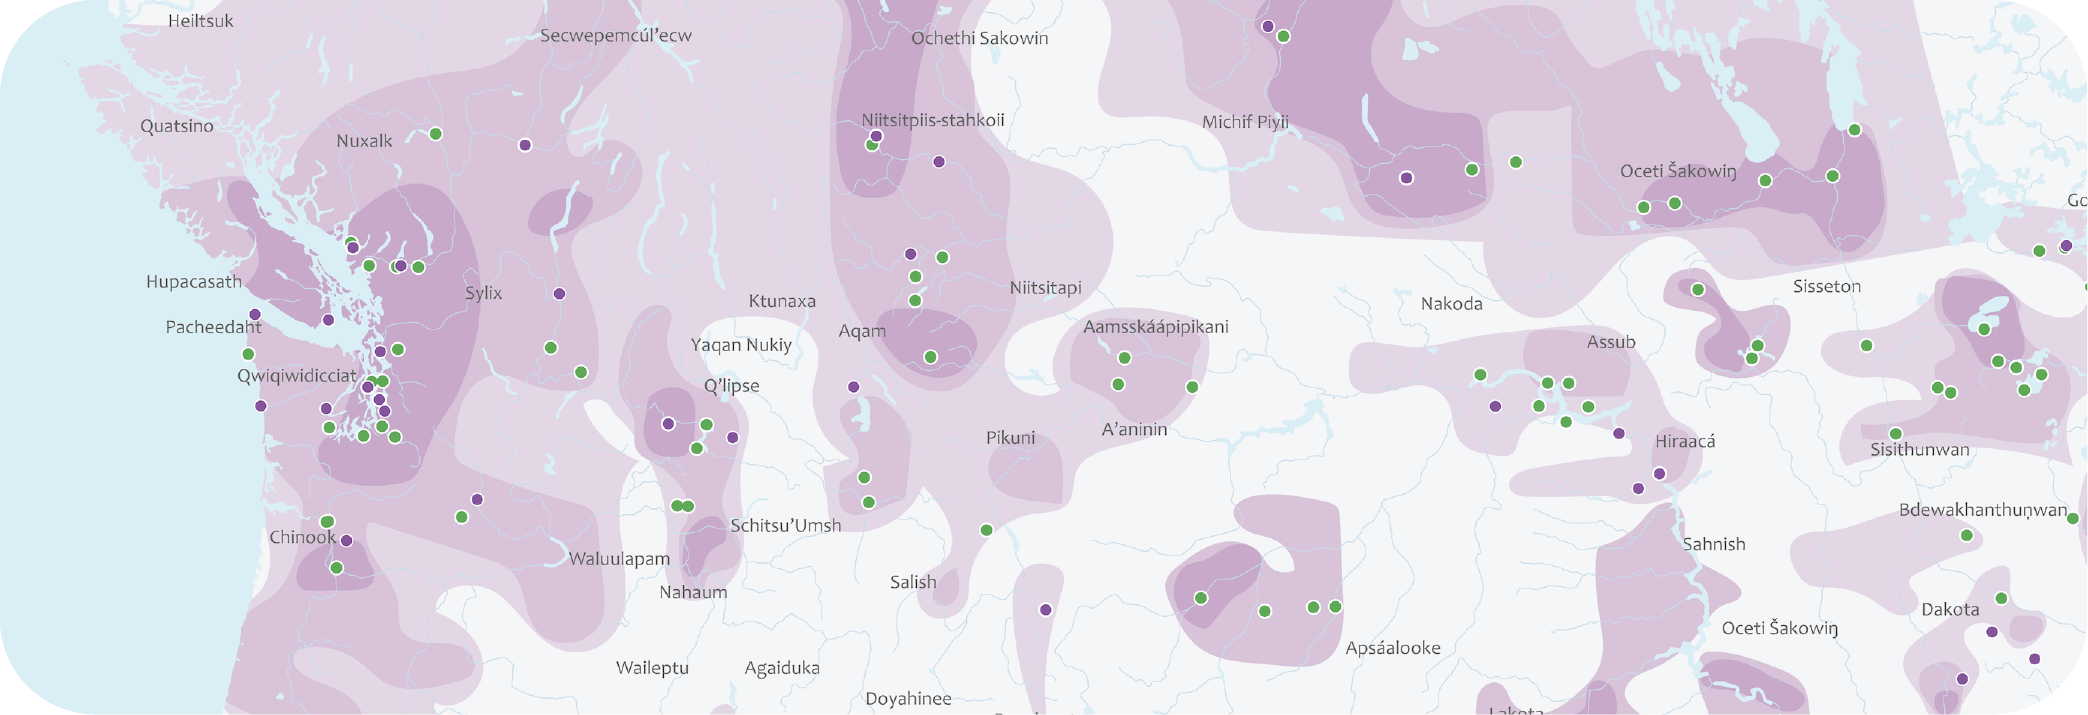 Heiltsuk
Secwepemcúl’ecw
Ochethi Sakowin
Quatsino
Nuxalk
Niitsitpiis-stahkoii
Michif Piyii
Oceti Šakowiŋ
Go
Hupacasath
Sylix
Ktunaxa
Niitsitapi
Nakoda
Sisseton
Pacheedaht
Aqam
Aamsskáápipikani
Yaqan Nukiy
Assub
Qwiqiwidicciat
Q’lipse
Pikuni
A’aninin
Hiraacá
Sisithunwan
Chinook
Schitsu’Umsh
Bdewakhanthuŋwan
Waluulapam
Sahnish
Nahaum
Salish
Dakota
Oceti Šakowiŋ
Waileptu
Agaiduka
Apsáalooke
Doyahinee
Lakota